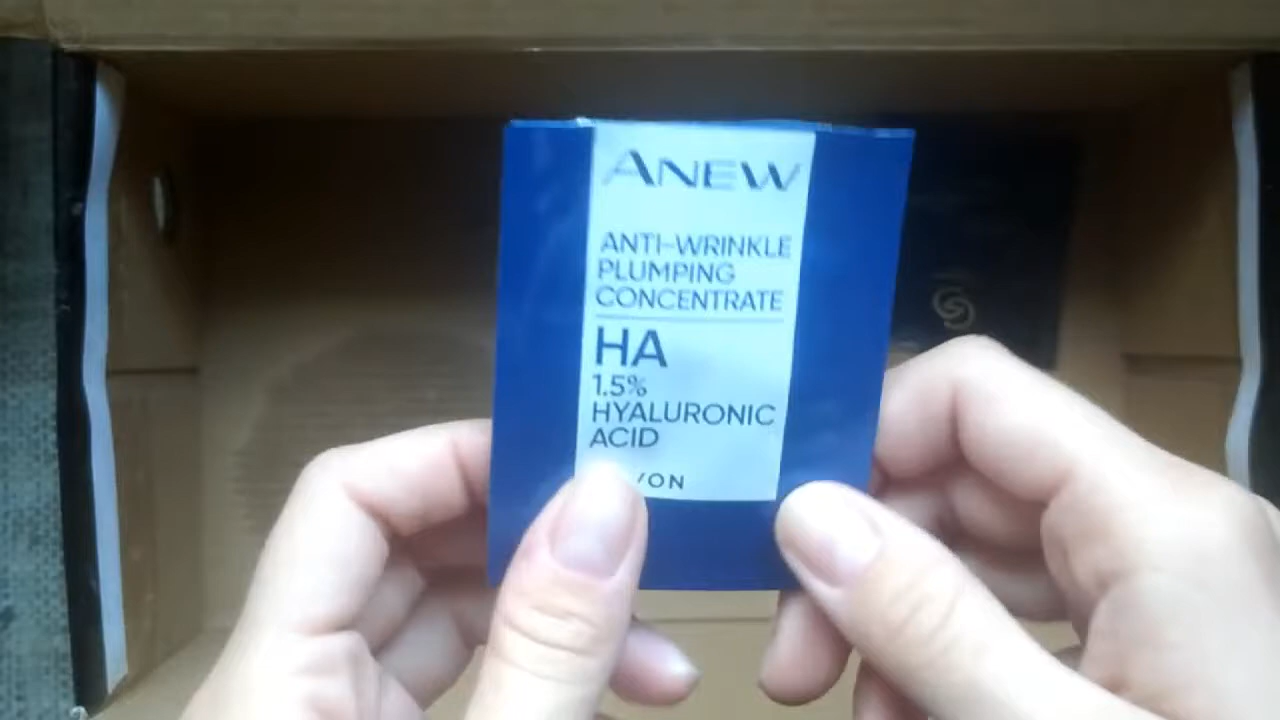 ANEW
ANTI-WRINKLE
PLUMPING
CONCENTRATE
HA
1.5%
HYALURONIC
ACID